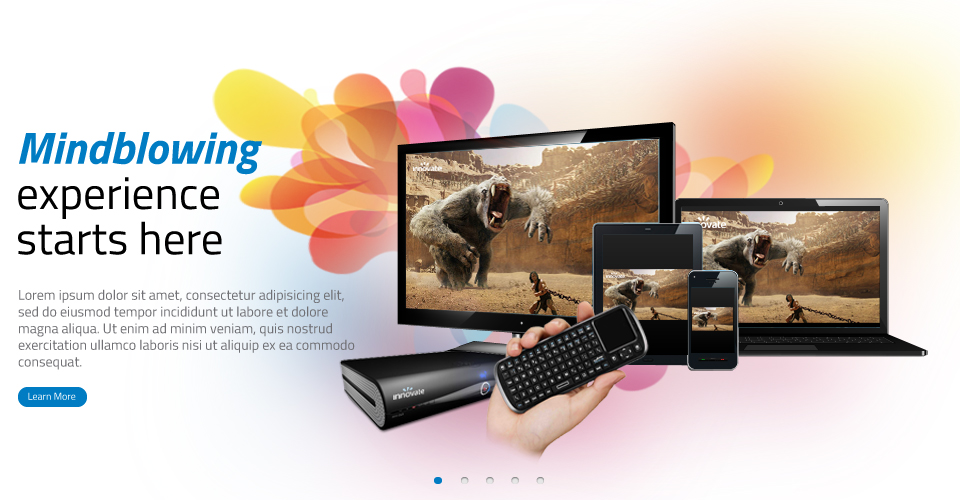 Mindblowing
experience
starts here
Lorem ipsum dolor sit amet, consectetur adipisicing elit,
sed do eiusmod tempor incididunt ut labore et dolore
magna aliqua. Ut enim ad minim veniam, quis nostrud
exercitation ullamco laboris nisi ut aliquip ex ea commodo
consequat.
Learn More
innovate
innovate
innovate